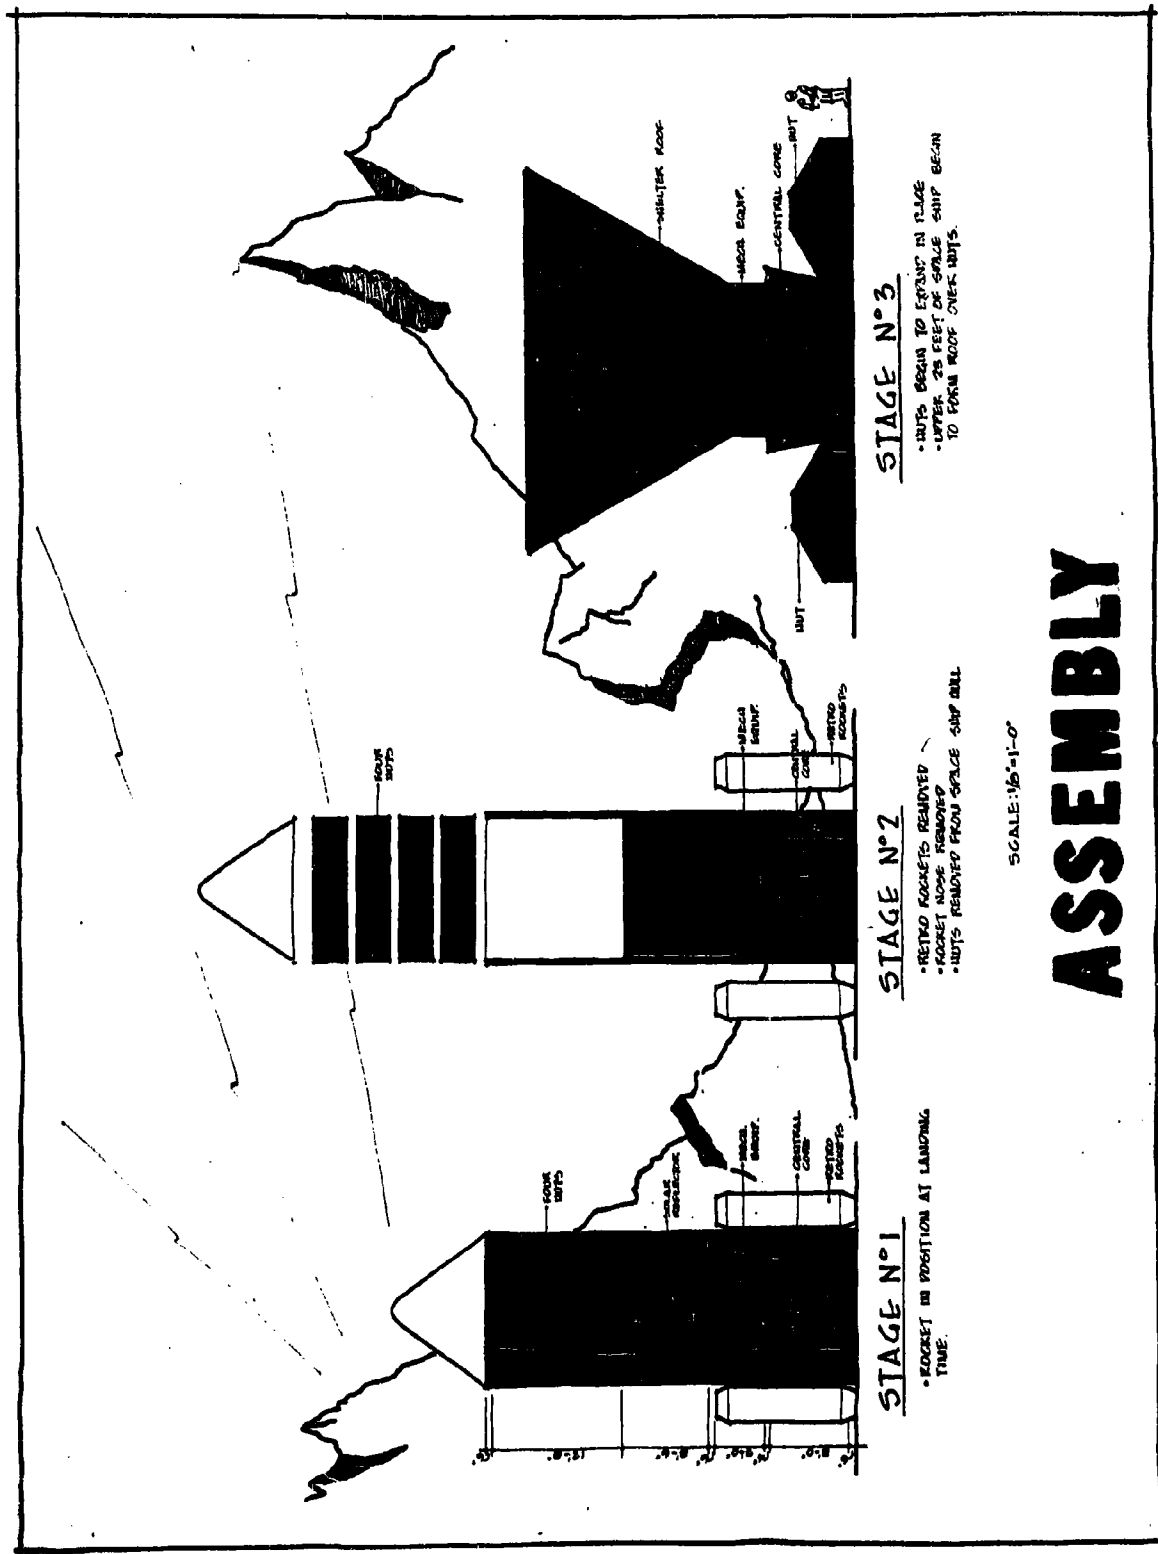 FOUR
HUTS
SOLAR
REFLECTOR
MECH.
EQUIP.
CENTRAL
CORE
RETRO
ROCKETS
STAGE Nº1
• ROCKET IN POSITION AT LANDING
TIME.
FOUR
HUTS
MECH
EQUIP.
CENTRAL
CORE
RETRO
ROCKETS
STAGE Nº2
• RETRO ROCKETS REMOVED
• ROCKET NOSE REMOVED
• HUTS REMOVED FROM SPACE SHIP HULL
HUT
SHELTER ROOF
MECH EQUIP.
CENTRAL CORE
HUT
STAGE Nº3
• HUTS BEGIN TO EXPAND IN PLACE
• UPPER 23 FEET OF SPACE SHIP BEGIN
TO FORM ROOF OVER HUTS.
SCALE: 1/8"=1'-0"
ASSEMBLY